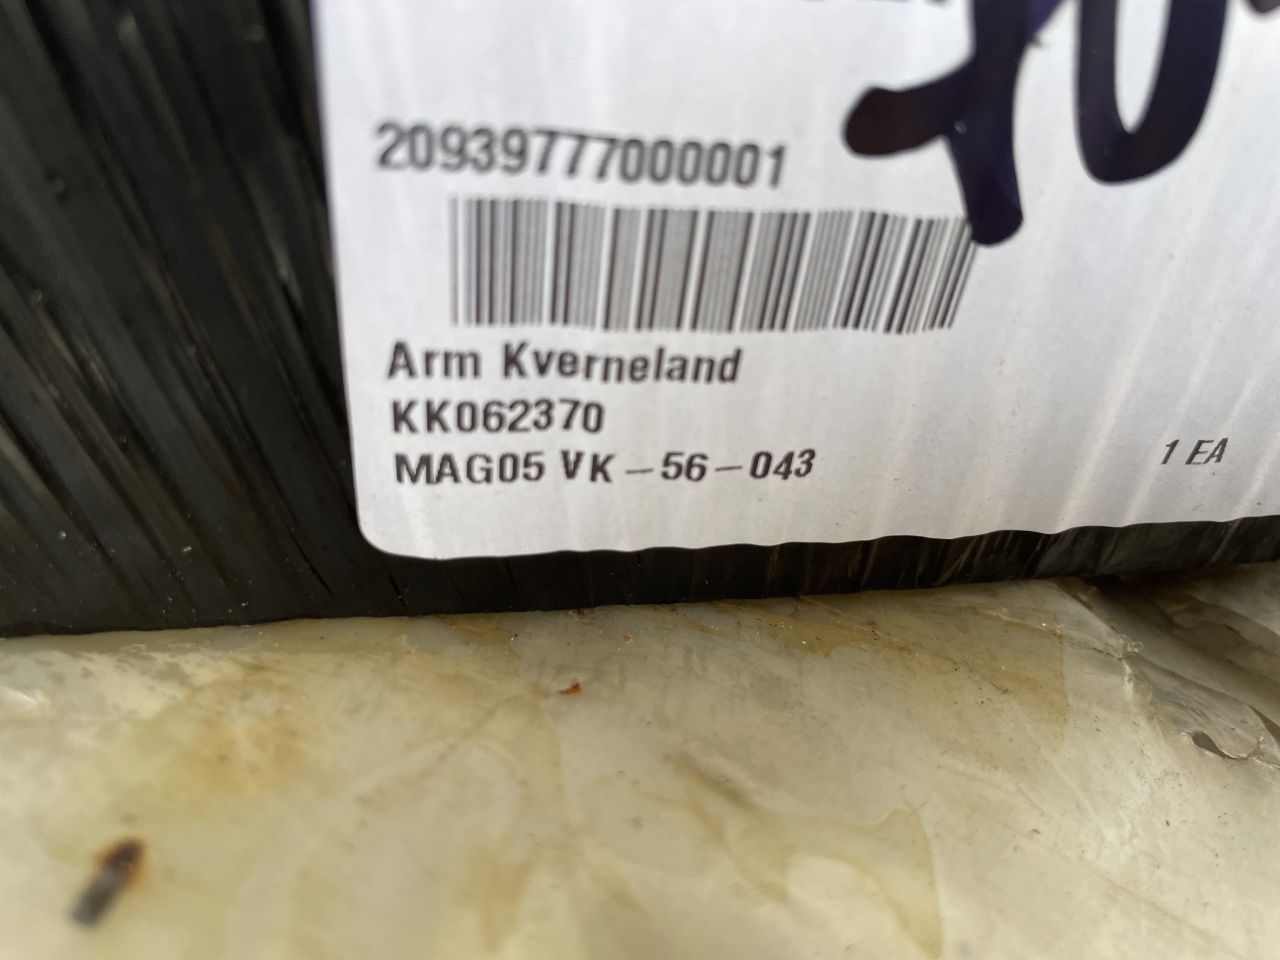 20939777000001
Arm Kverneland
KK062370
MAG05 VK-56-043
1 EA